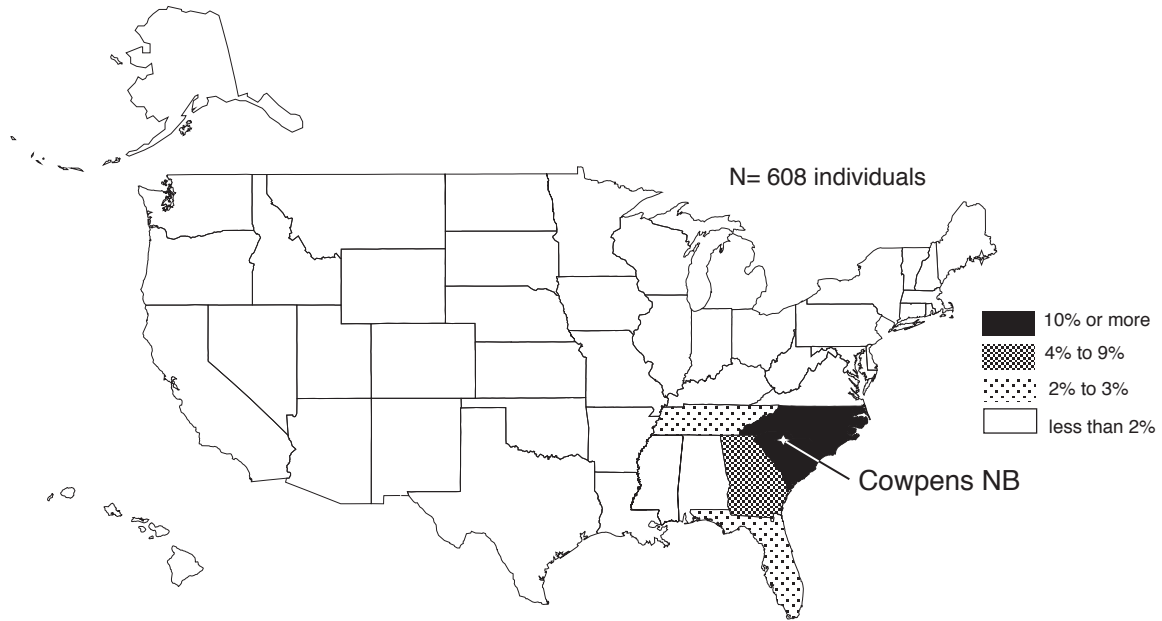 N= 608 individuals
10% or more
4% to 9%
2% to 3%
less than 2%
Cowpens NB